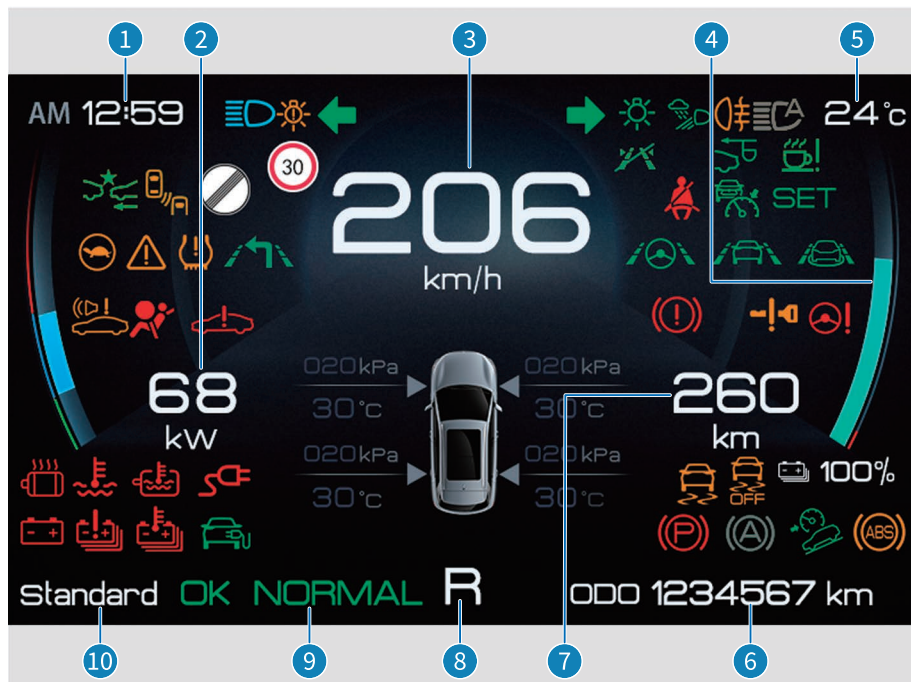 1 2 3 4 5
AM 12:59 24°C
30
206
SET
km/h
020kPa 020kPa
68 30°C 30°C 260
kW km
020kPa 020kPa
30°C 30°C OFF 100%
P A ABS
Standard OK NORMAL R ODO 1234567 km
10 9 8 7 6